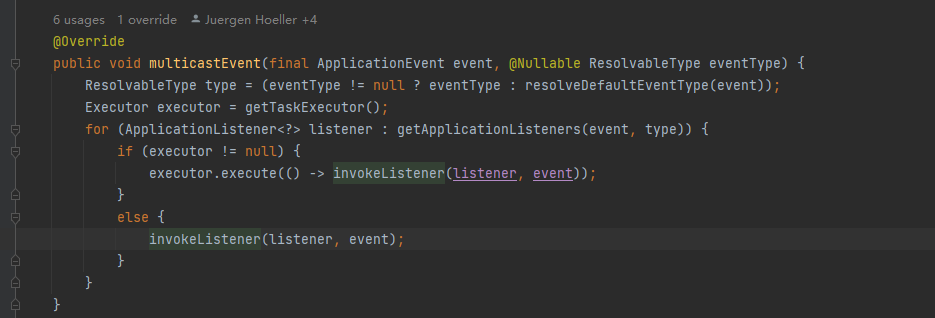 6 usages 1 override Juergen Hoeller +4
@Override
public void multicastEvent(final ApplicationEvent event, @Nullable ResolvableType eventType) {
ResolvableType type = (eventType != null ? eventType : resolveDefaultEventType(event));
Executor executor = getTaskExecutor();
for (ApplicationListener<?> listener : getApplicationListeners(event, type)) {
if (executor != null) {
executor.execute(() -> invokeListener(listener, event));
}
else {
invokeListener(listener, event);
}
}
}